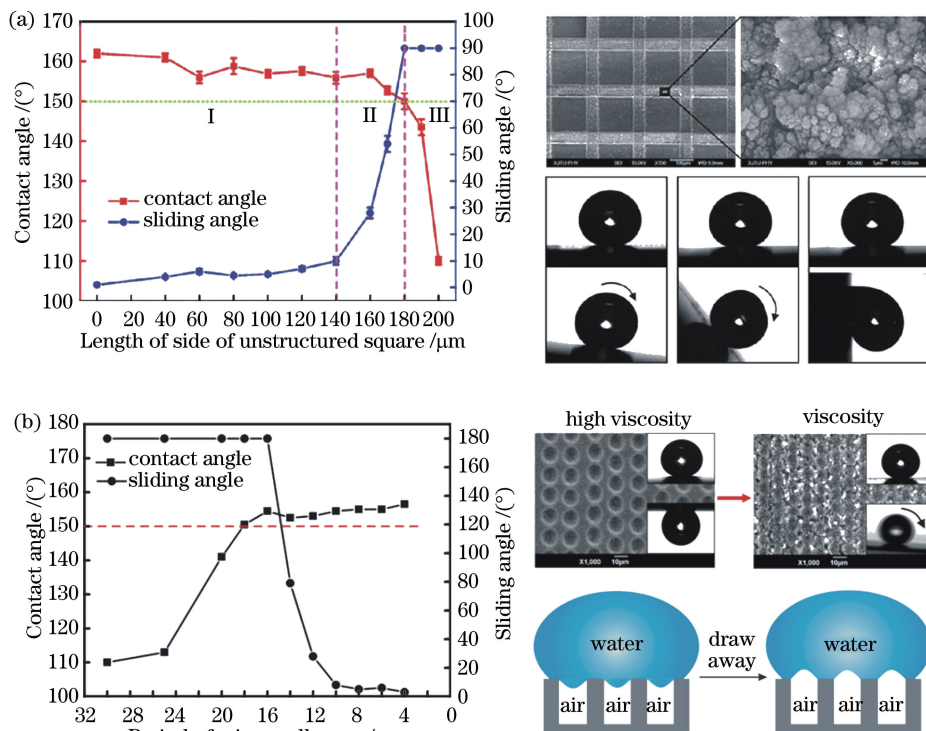 (a)
170
160
150
140
130
120
110
100
Contact angle /(°)
100
90
80
70
60
50
40
30
20
10
0
Sliding angle /(°)
I
II
III
contact angle
sliding angle
0 20 40 60 80 100 120 140 160 180 200
Length of side of unstructured square /μm
(b)
180
170
160
150
140
130
120
110
100
Contact angle /(°)
180
160
140
120
100
80
60
40
20
0
Sliding angle /(°)
contact angle
sliding angle
32 28 24 20 16 12 8 4 0
high viscosity
viscosity
X1,000 10μm
X1,000 10μm
water
draw
away
water
air
air
air
air
air
air